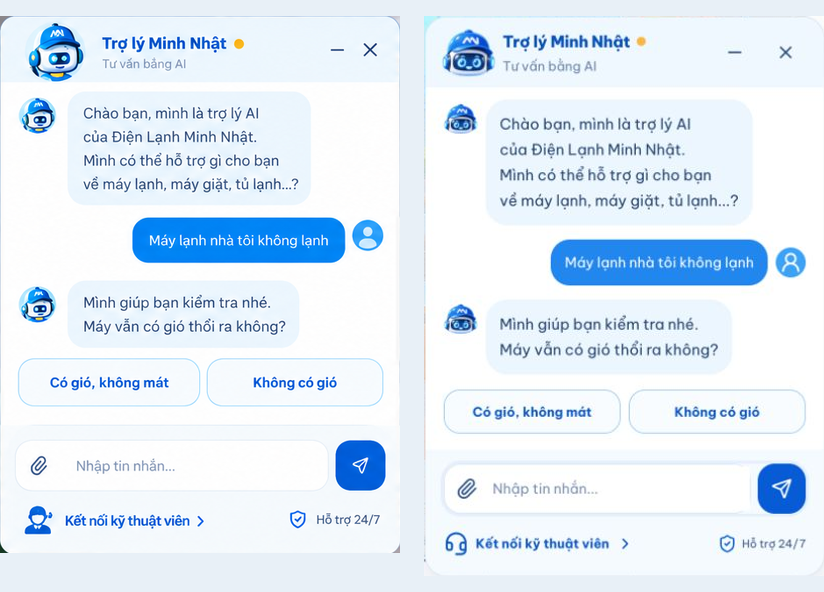 Trợ lý Minh Nhật
Tư vấn bằng AI
Chào bạn, mình là trợ lý AI
của Điện Lạnh Minh Nhật.
Mình có thể hỗ trợ gì cho bạn
về máy lạnh, máy giặt, tủ lạnh...?
Máy lạnh nhà tôi không lạnh
Mình giúp bạn kiểm tra nhé.
Máy vẫn có gió thổi ra không?
Có gió, không mát
Không có gió
Nhập tin nhắn...
Kết nối kỹ thuật viên
Hỗ trợ 24/7
Trợ lý Minh Nhật
Tư vấn bằng AI
Chào bạn, mình là trợ lý AI
của Điện Lạnh Minh Nhật.
Mình có thể hỗ trợ gì cho bạn
về máy lạnh, máy giặt, tủ lạnh...?
Máy lạnh nhà tôi không lạnh
Mình giúp bạn kiểm tra nhé.
Máy vẫn có gió thổi ra không?
Có gió, không mát
Không có gió
Nhập tin nhắn...
Kết nối kỹ thuật viên
Hỗ trợ 24/7